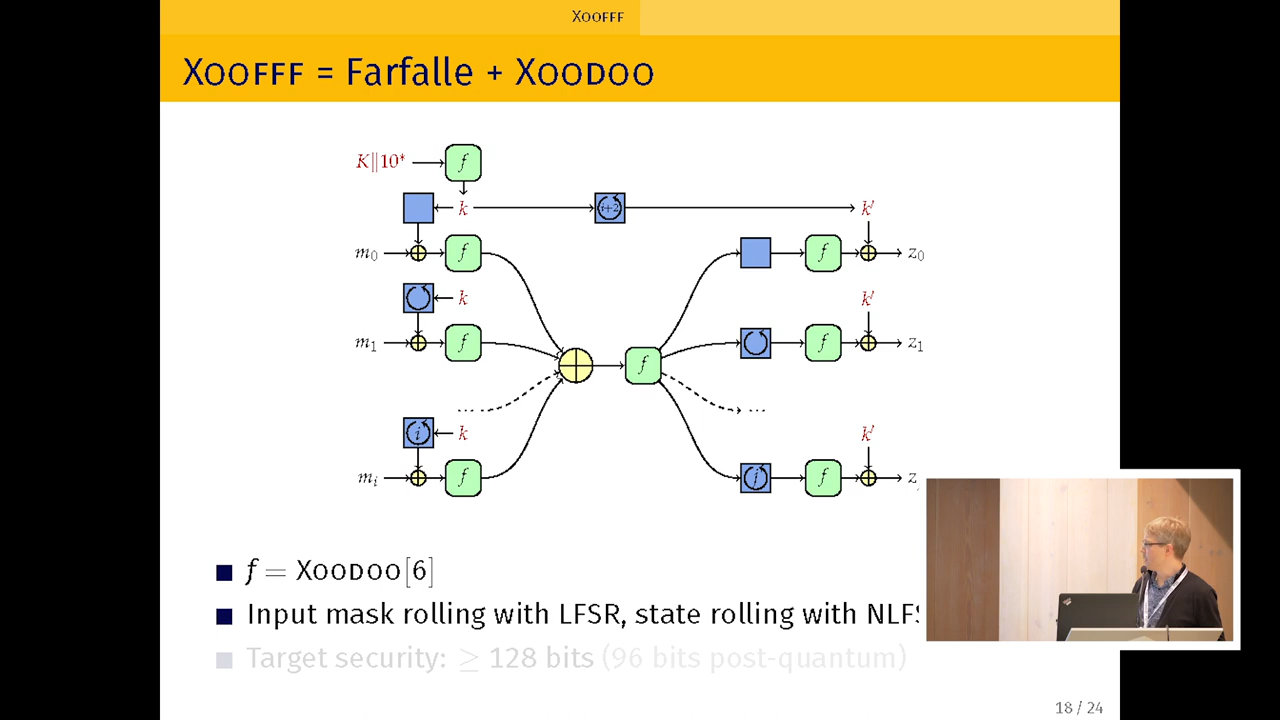 XOOFFF
XOOFFF = Farfalle + XOODOO
K∥10* f
k i+2 k′
m₀ f f z₀
k k′
m₁ f f f z₁
... ...
i k k′
mᵢ f j f z
f = XOODOO[6]
Input mask rolling with LFSR, state rolling with
Target security: ≥ 128 bits (96 bits post-quantum)
18 / 24